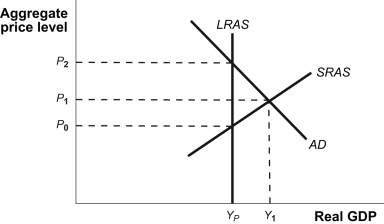 Aggregate
price level
LRAS
P2
SRAS
P1
P0
AD
YP
Y1
Real GDP